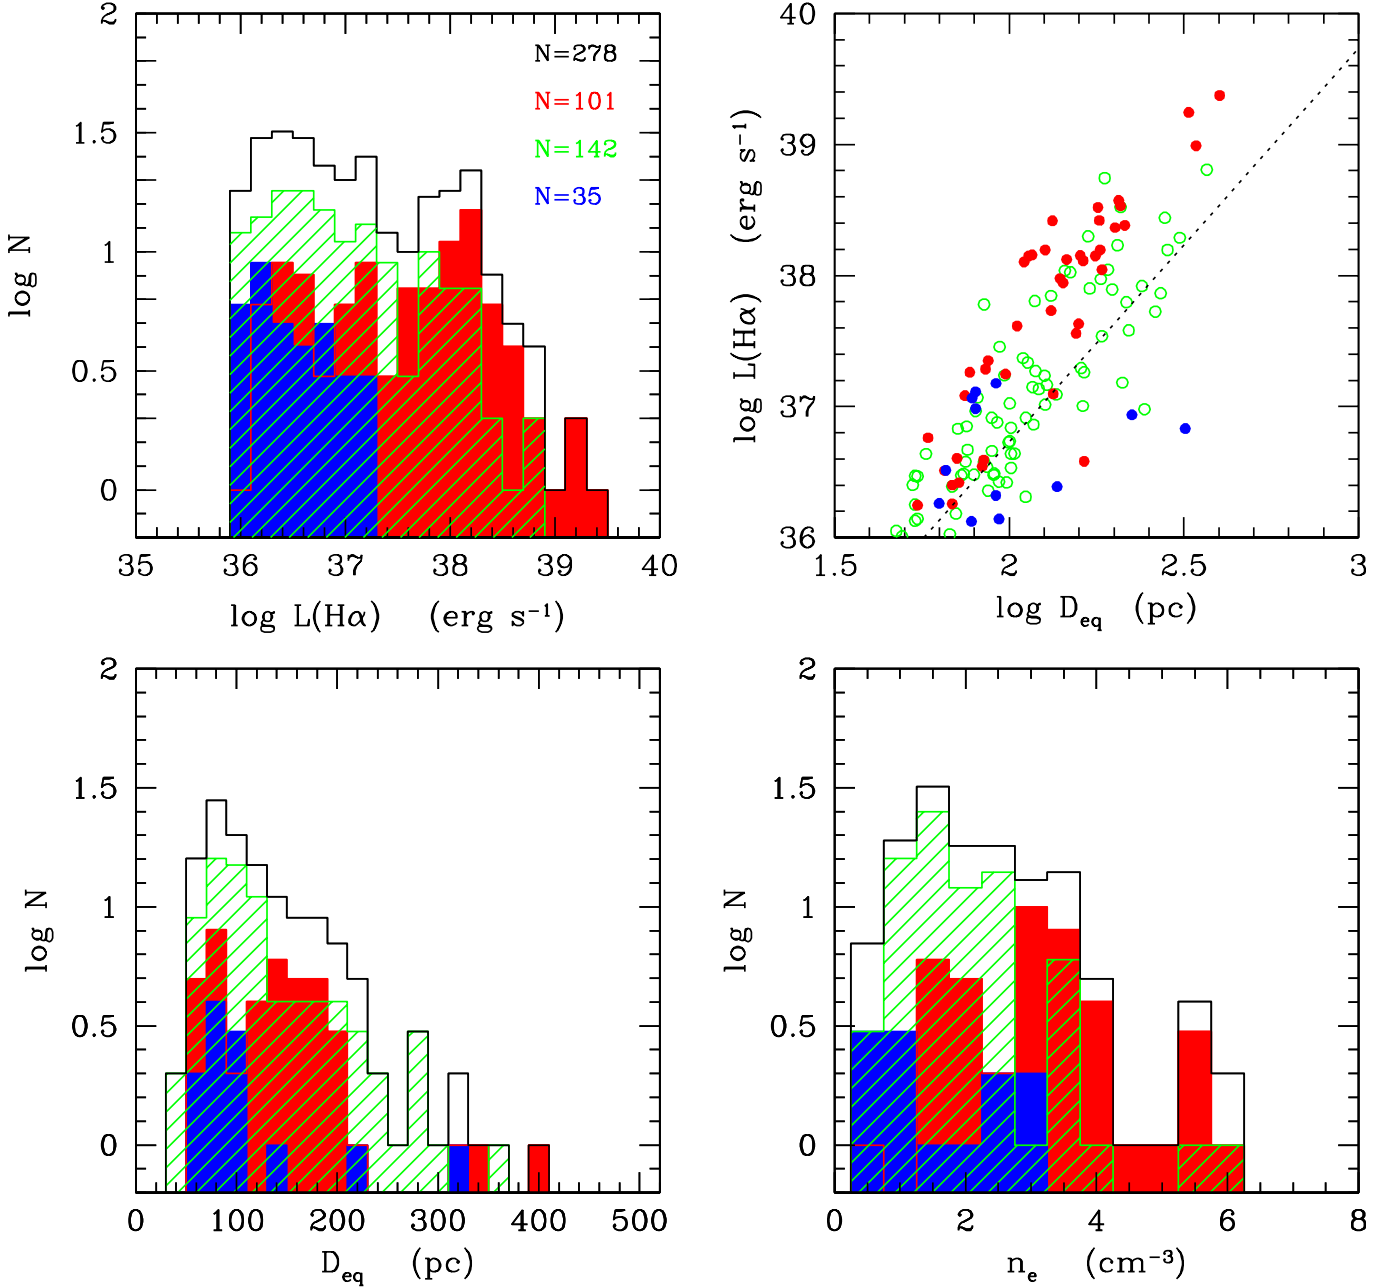 2
1.5
1
0.5
0
log N
N=278
N=101
N=142
N=35
35 36 37 38 39 40
log L(Hα) (erg s⁻¹)
40
39
38
37
36
log L(Hα) (erg s⁻¹)
1.5 2 2.5 3
log D_eq (pc)
2
1.5
1
0.5
0
log N
0 100 200 300 400 500
D_eq (pc)
2
1.5
1
0.5
0
log N
0 2 4 6 8
n_e (cm⁻³)